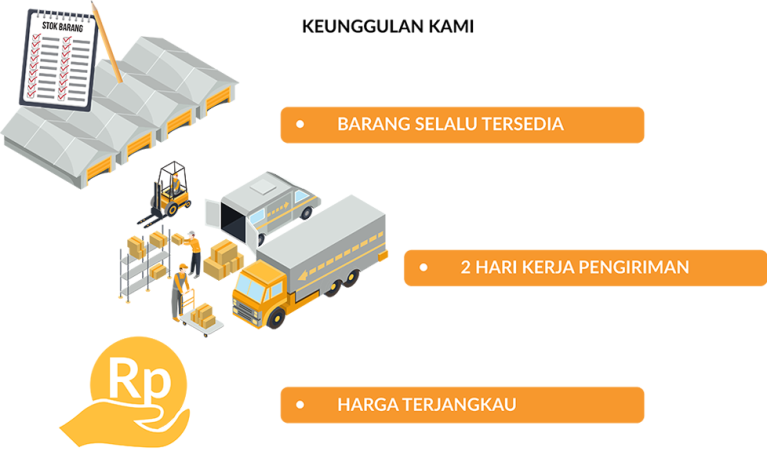 STOK BARANG
KEUNGGULAN KAMI
• BARANG SELALU TERSEDIA
• 2 HARI KERJA PENGIRIMAN
Rp
• HARGA TERJANGKAU